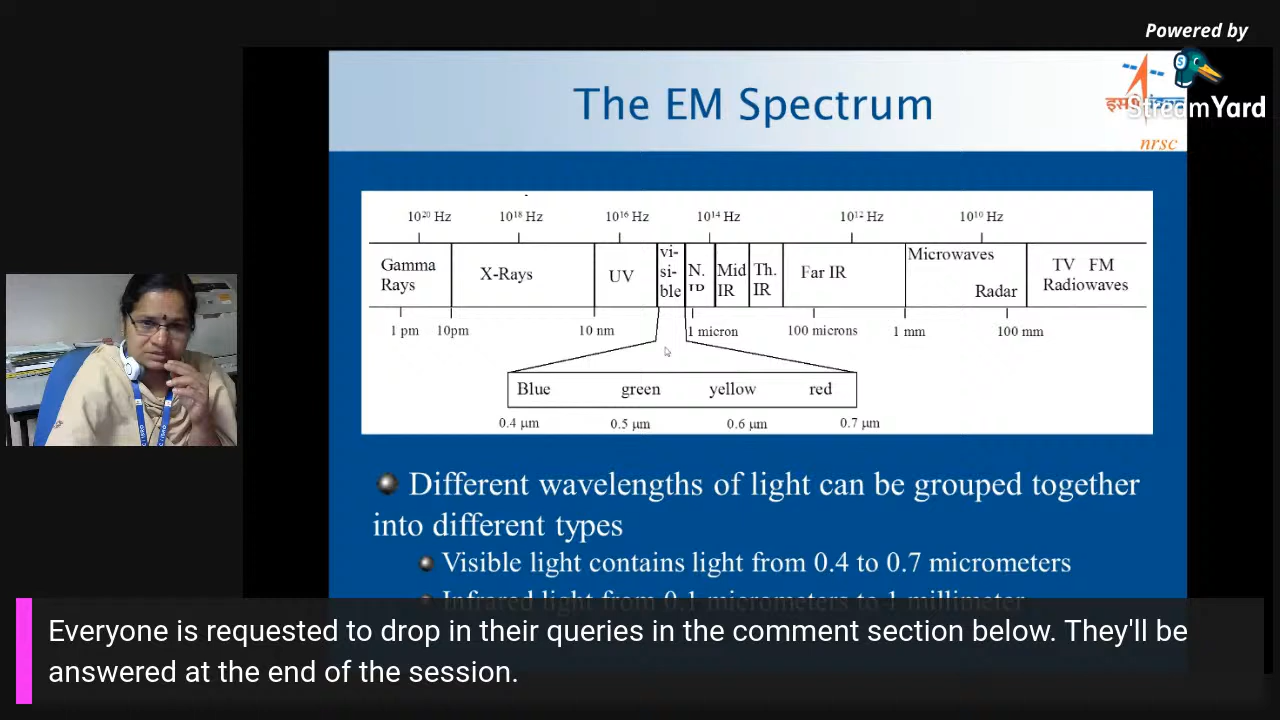 Powered by
StreamYard
The EM Spectrum
nrsc
10²⁰ Hz 10¹⁸ Hz 10¹⁶ Hz 10¹⁴ Hz 10¹² Hz 10¹⁰ Hz
Gamma Rays X-Rays UV vi-si-ble N. IR Mid IR Th. IR Far IR Microwaves Radar TV FM Radiowaves
1 pm 10pm 10 nm 1 micron 100 microns 1 mm 100 mm
Blue green yellow red
0.4 µm 0.5 µm 0.6 µm 0.7 µm
Different wavelengths of light can be grouped together
into different types
Visible light contains light from 0.4 to 0.7 micrometers
Infrared light from 0.1 micrometers to 1 millimeter
Everyone is requested to drop in their queries in the comment section below. They'll be
answered at the end of the session.